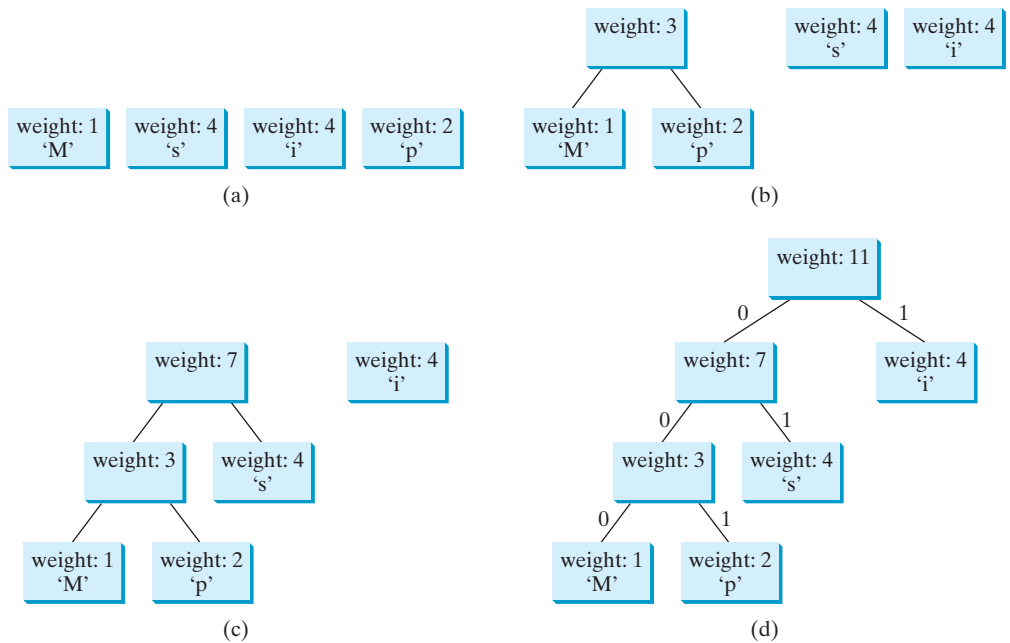 weight: 1
‘M’
weight: 4
‘s’
weight: 4
‘i’
weight: 2
‘p’
(a)
weight: 3
weight: 4
‘s’
weight: 4
‘i’
weight: 1
‘M’
weight: 2
‘p’
(b)
weight: 7
weight: 4
‘i’
weight: 3
weight: 4
‘s’
weight: 1
‘M’
weight: 2
‘p’
(c)
weight: 11
0
1
weight: 7
weight: 4
‘i’
0
1
weight: 3
weight: 4
‘s’
0
1
weight: 1
‘M’
weight: 2
‘p’
(d)